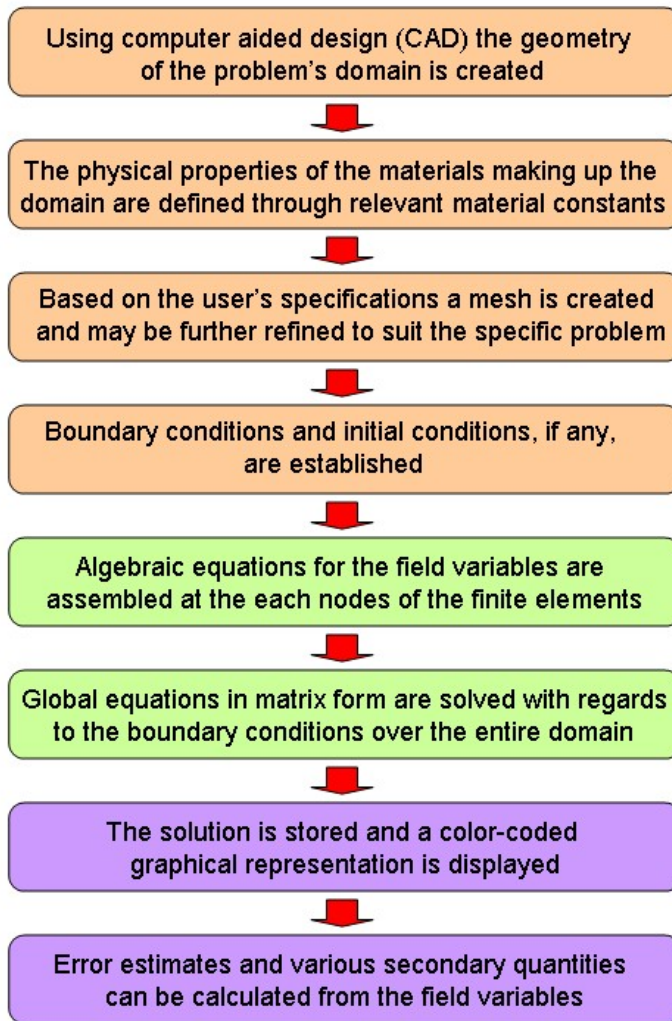 Using computer aided design (CAD) the geometry
of the problem's domain is created
The physical properties of the materials making up the
domain are defined through relevant material constants
Based on the user's specifications a mesh is created
and may be further refined to suit the specific problem
Boundary conditions and initial conditions, if any,
are established
Algebraic equations for the field variables are
assembled at the each nodes of the finite elements
Global equations in matrix form are solved with regards
to the boundary conditions over the entire domain
The solution is stored and a color-coded
graphical representation is displayed
Error estimates and various secondary quantities
can be calculated from the field variables